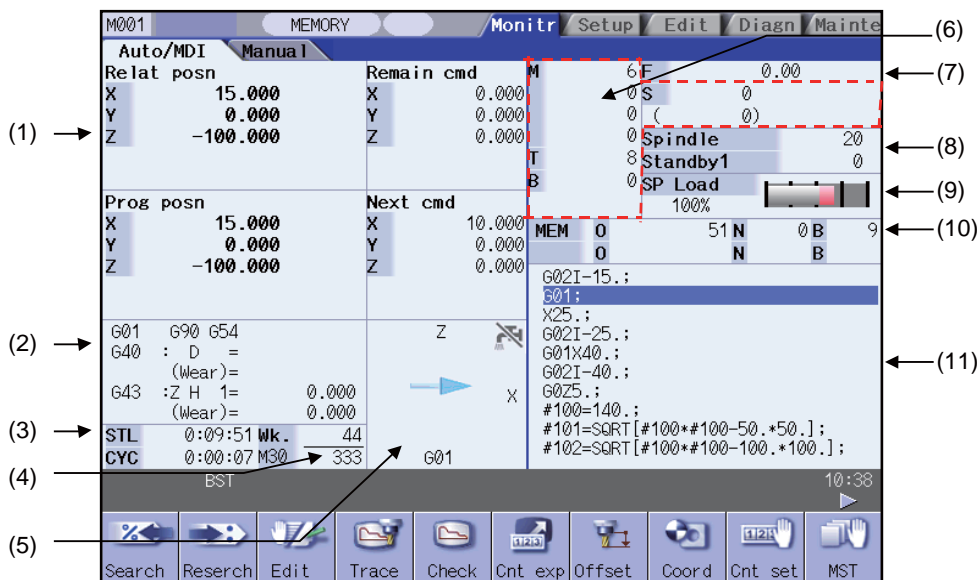 M001 MEMORY Monitr Setup Edit Diagn Mainte
Auto/MDI Manual
Relat posn
X 15.000
Y 0.000
Z -100.000
Remain cmd
X 0.000
Y 0.000
Z 0.000
Prog posn
X 15.000
Y 0.000
Z -100.000
Next cmd
X 10.000
Y 0.000
Z 0.000
M 6
0
0
0
T 8
B 0
F 0.00
S 0
( 0)
Spindle 20
Standby1 0
SP Load
100%
MEM O 51 N 0 B 9
O N B
G02I-15.;
G01;
X25.;
G02I-25.;
G01X40.;
G02I-40.;
G0Z5.;
#100=140.;
#101=SQRT[#100*#100-50.*50.];
#102=SQRT[#100*#100-100.*100.];
G01 G90 G54
G40 : D =
(Wear)=
G43 :Z H 1= 0.000
(Wear)= 0.000
STL 0:09:51 Wk. 44
CYC 0:00:07 M30 333
Z
X
G01
BST 10:38
Search Reserch Edit Trace Check Cnt exp Offset Coord Cnt set MST
(1)
(2)
(3)
(4)
(5)
(6)
(7)
(8)
(9)
(10)
(11)